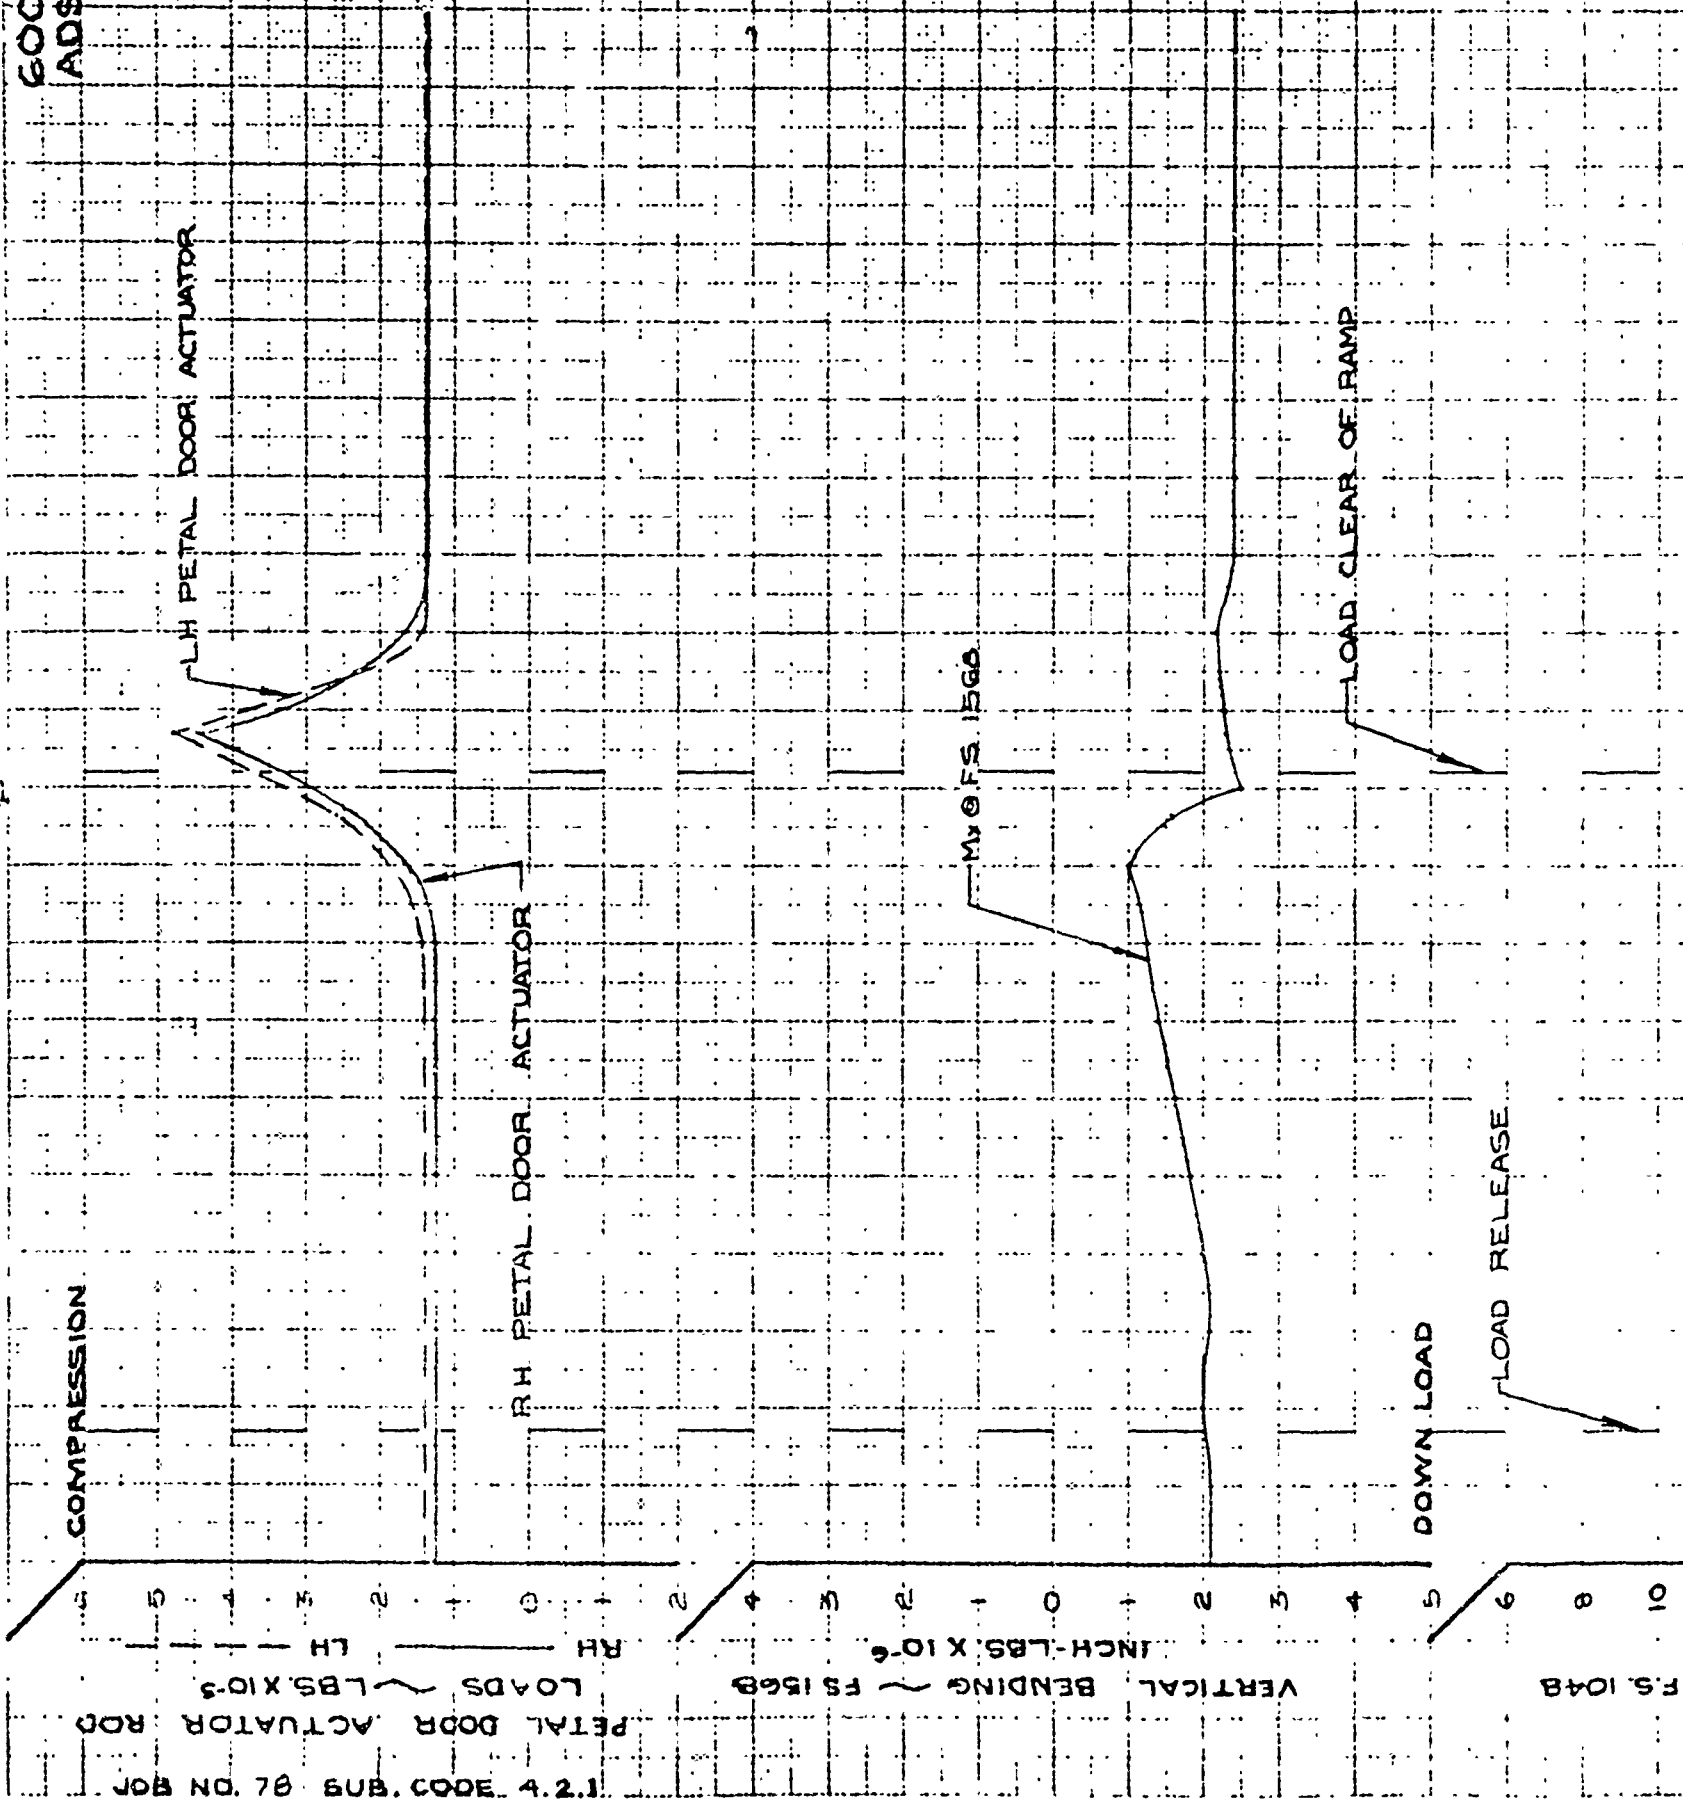 600
ADS
COMPRESSION
LH PETAL DOOR ACTUATOR
RH PETAL DOOR ACTUATOR
Mx @ FS 1568
LOAD CLEAR OF RAMP
LOAD RELEASE
DOWN LOAD
6
5
4
3
2
1
0
1
2
4
3
2
1
0
1
2
3
4
5
6
8
10
RH ——— LH — — — —
PETAL DOOR ACTUATOR ROD
LOADS ~ LBS. X 10-3
VERTICAL BENDING ~ FS 1568
INCH-LBS. X 10-6
F.S. 1048
JOB NO. 78 SUB. CODE 4.2.1